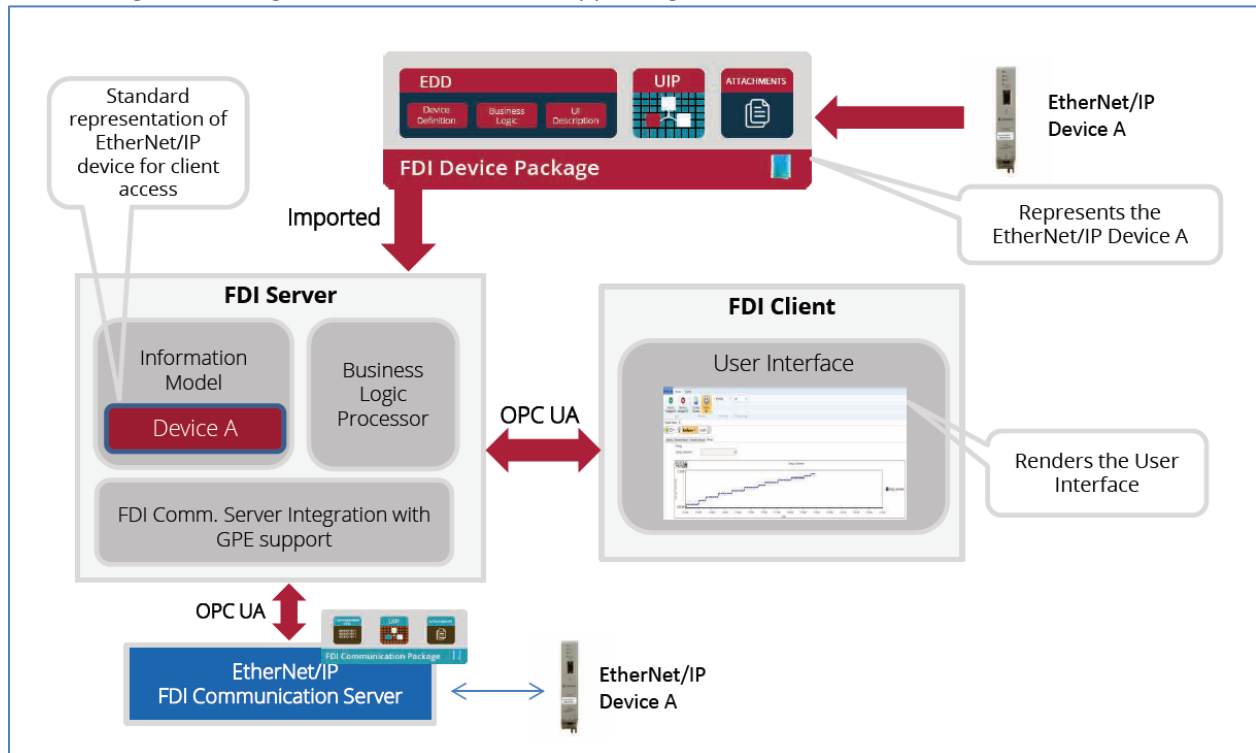 EDD
Device
Definition
Business
Logic
UI
Description
UIP
ATTACHMENTS
FDI Device Package
EtherNet/IP
Device A
Standard
representation of
EtherNet/IP
device for client
access
Represents the
EtherNet/IP Device A
Imported
FDI Server
Information
Model
Device A
Business
Logic
Processor
FDI Comm. Server Integration with
GPE support
OPC UA
FDI Client
User Interface
Renders the User
Interface
OPC UA
UIP
ATTACHMENTS
FDI Communication Package
EtherNet/IP
FDI Communication Server
EtherNet/IP
Device A